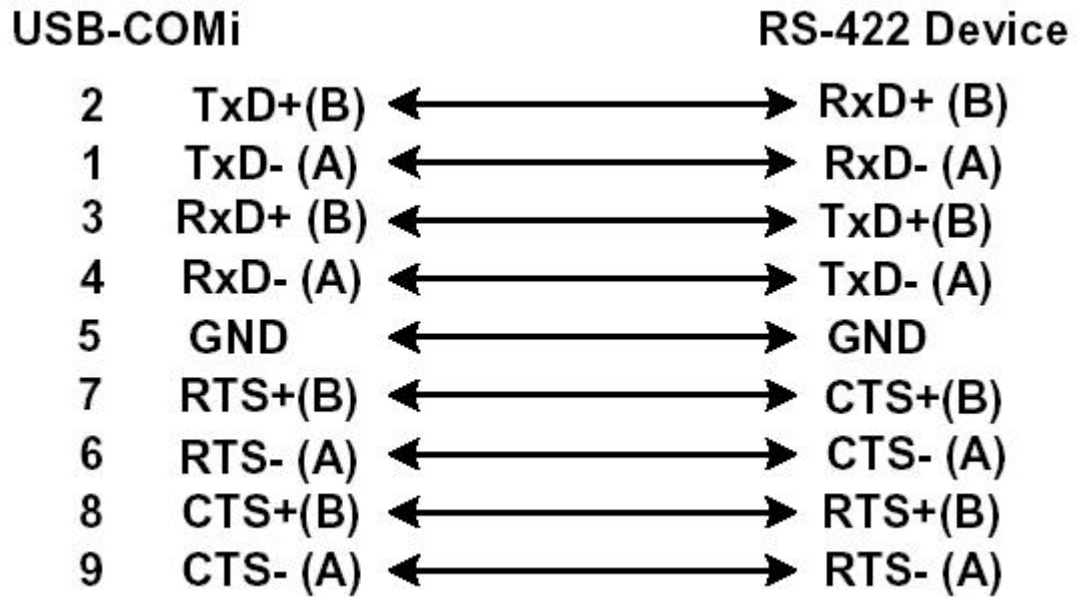 USB-COMi RS-422 Device
2 TxD+(B) RxD+ (B)
1 TxD- (A) RxD- (A)
3 RxD+ (B) TxD+(B)
4 RxD- (A) TxD- (A)
5 GND GND
7 RTS+(B) CTS+(B)
6 RTS- (A) CTS- (A)
8 CTS+(B) RTS+(B)
9 CTS- (A) RTS- (A)